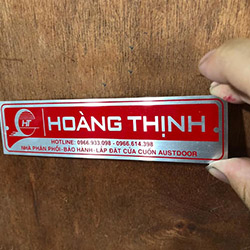 HT
HOÀNG THỊNH
HOTLINE: 0966.933.098 - 0966.614.398
NHÀ PHÂN PHỐI - BẢO HÀNH - LẮP ĐẶT CỬA CUỐN AUSTDOOR